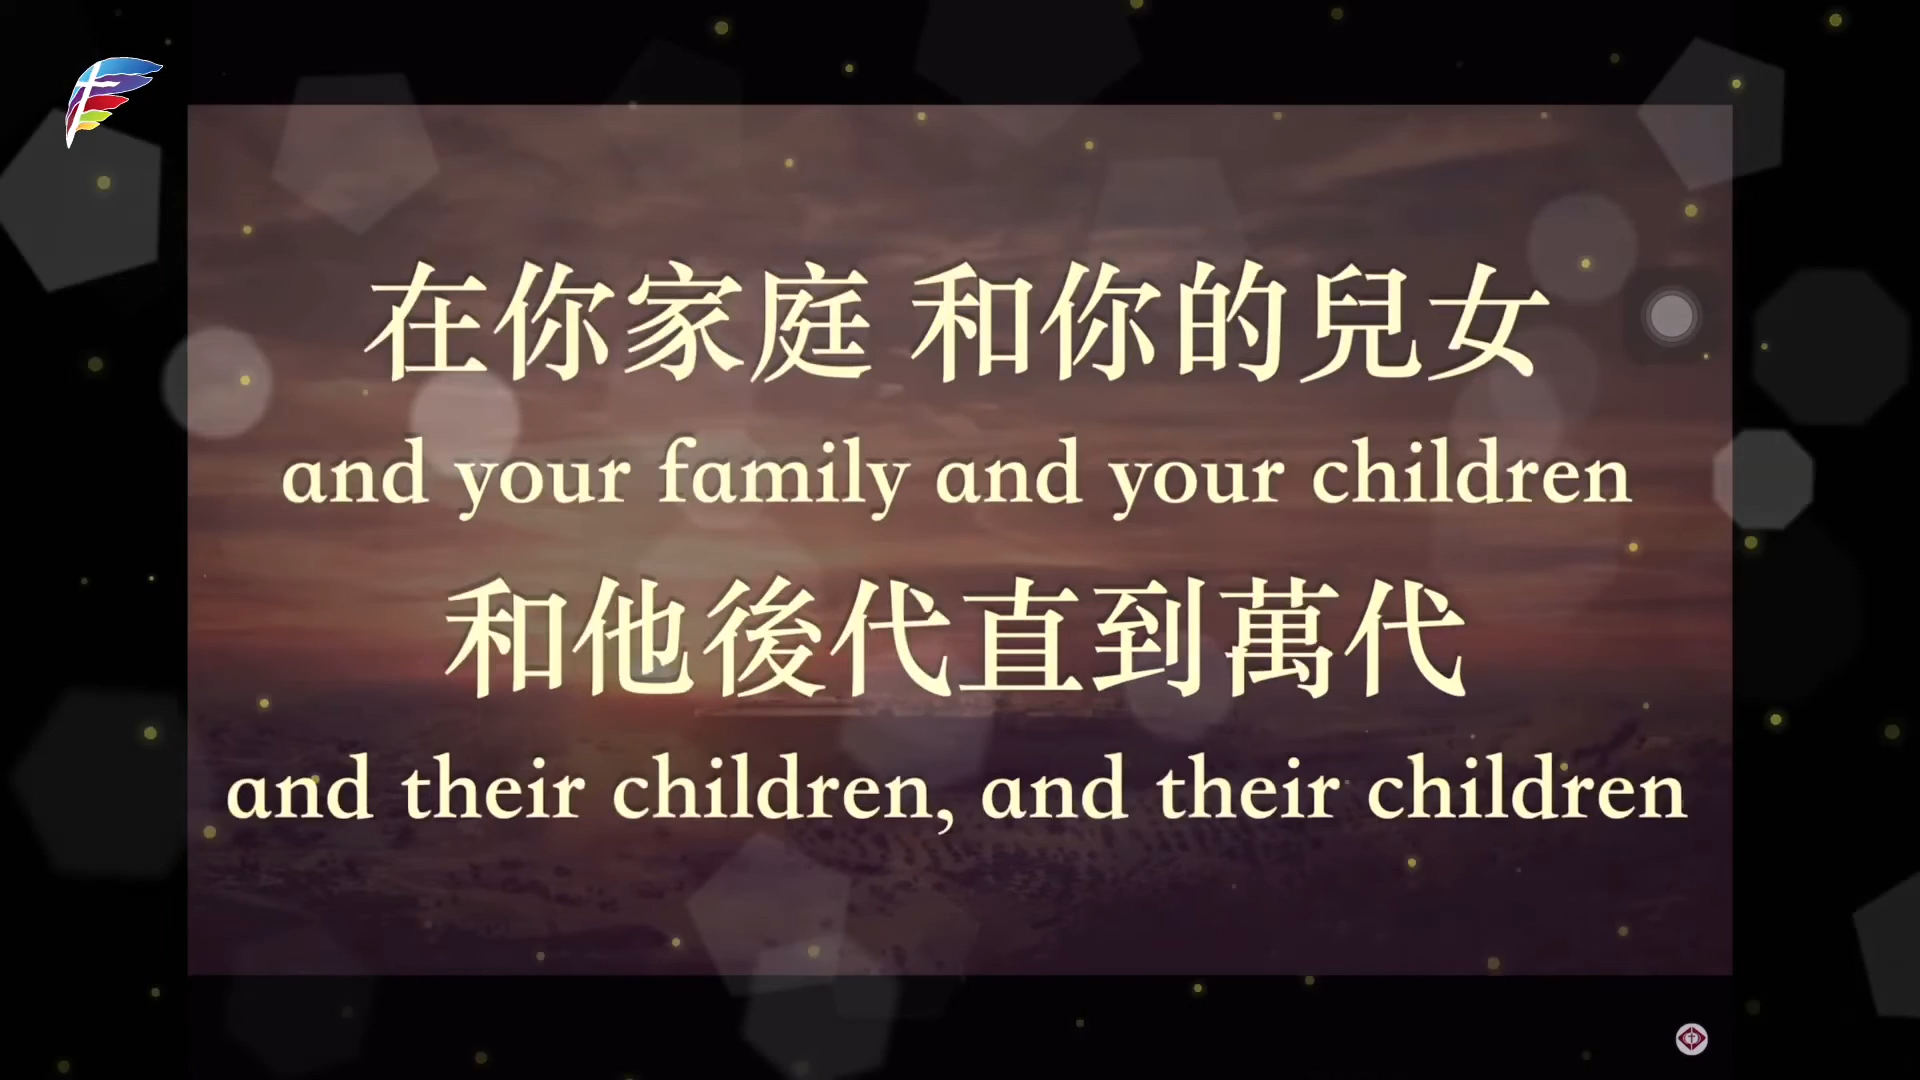 在你家庭 和你的兒女
and your family and your children
和他後代直到萬代
and their children, and their children